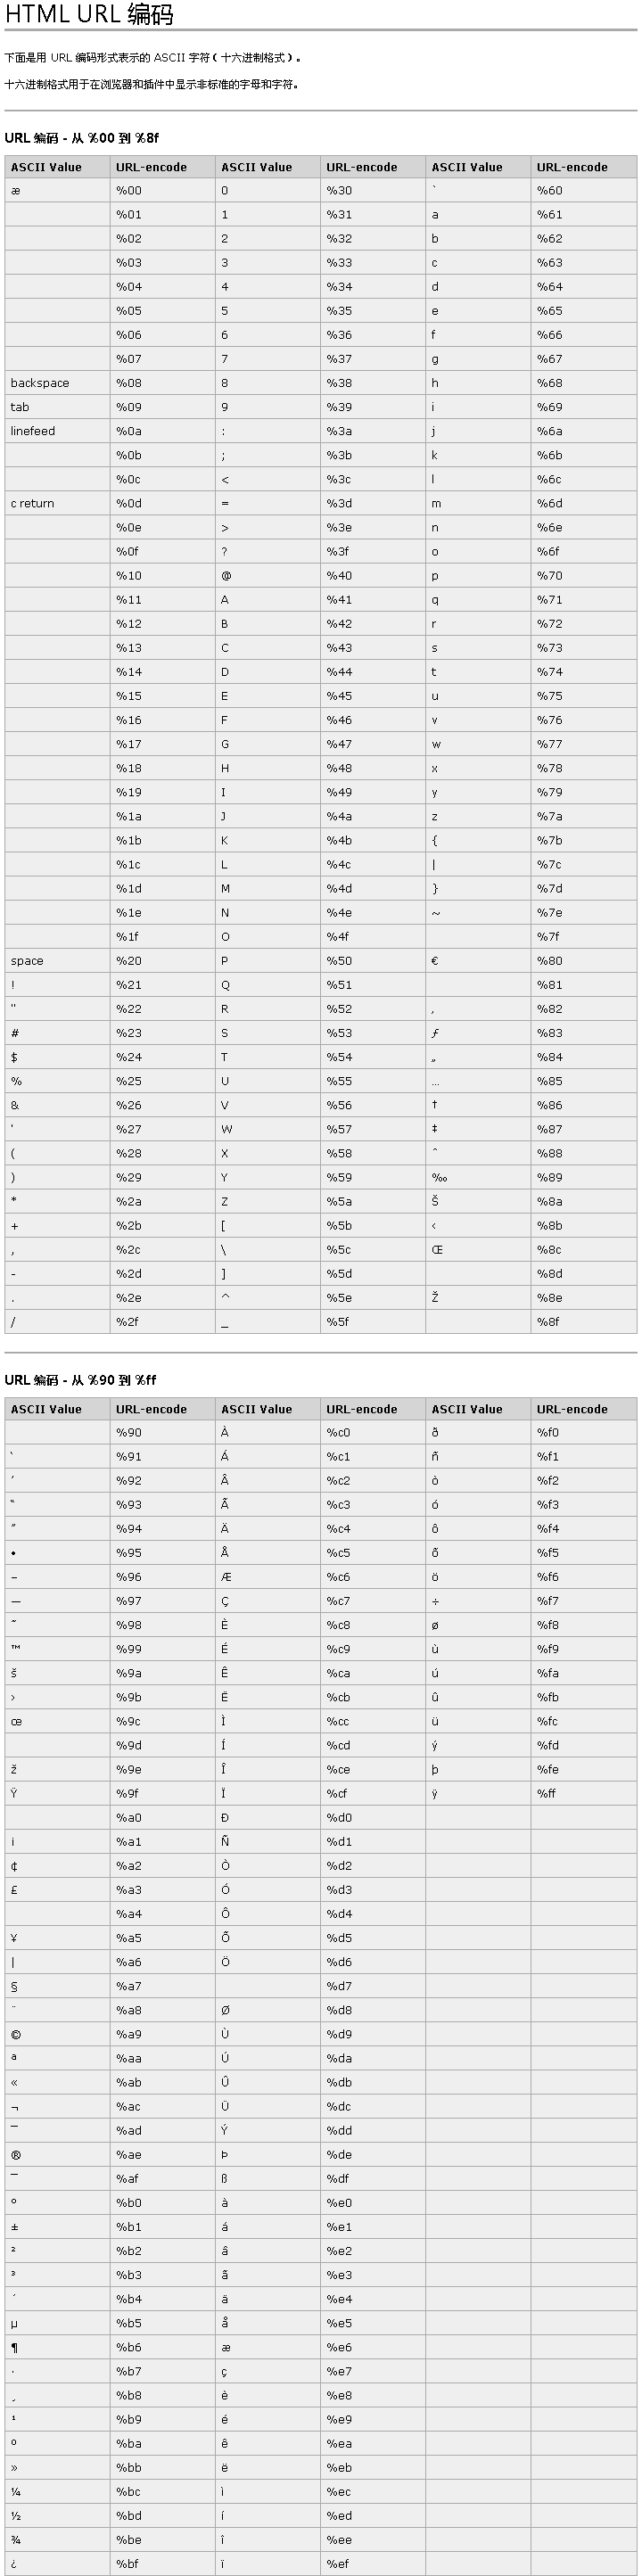 HTML URL 编码
下面是用 URL 编码形式表示的 ASCII 字符（十六进制格式）。
十六进制格式用于在浏览器和插件中显示非标准的字母和字符。
URL 编码 - 从 %00 到 %8f
ASCII Value URL-encode ASCII Value URL-encode ASCII Value URL-encode
æ %00 0 %30 ` %60
%01 1 %31 a %61
%02 2 %32 b %62
%03 3 %33 c %63
%04 4 %34 d %64
%05 5 %35 e %65
%06 6 %36 f %66
%07 7 %37 g %67
backspace %08 8 %38 h %68
tab %09 9 %39 i %69
linefeed %0a : %3a j %6a
%0b ; %3b k %6b
%0c < %3c l %6c
c return %0d = %3d m %6d
%0e > %3e n %6e
%0f ? %3f o %6f
%10 @ %40 p %70
%11 A %41 q %71
%12 B %42 r %72
%13 C %43 s %73
%14 D %44 t %74
%15 E %45 u %75
%16 F %46 v %76
%17 G %47 w %77
%18 H %48 x %78
%19 I %49 y %79
%1a J %4a z %7a
%1b K %4b { %7b
%1c L %4c | %7c
%1d M %4d } %7d
%1e N %4e ~ %7e
%1f O %4f %7f
space %20 P %50 € %80
! %21 Q %51 %81
" %22 R %52 ‚ %82
# %23 S %53 ƒ %83
$ %24 T %54 „ %84
% %25 U %55 … %85
& %26 V %56 † %86
' %27 W %57 ‡ %87
( %28 X %58 ˆ %88
) %29 Y %59 ‰ %89
* %2a Z %5a Š %8a
+ %2b [ %5b ‹ %8b
, %2c \ %5c Œ %8c
- %2d ] %5d %8d
. %2e ^ %5e Ž %8e
/ %2f _ %5f %8f
URL 编码 - 从 %90 到 %ff
ASCII Value URL-encode ASCII Value URL-encode ASCII Value URL-encode
%90 À %c0 ð %f0
‘ %91 Á %c1 ñ %f1
’ %92 Â %c2 ò %f2
“ %93 Ã %c3 ó %f3
” %94 Ä %c4 ô %f4
• %95 Å %c5 õ %f5
– %96 Æ %c6 ö %f6
— %97 Ç %c7 ÷ %f7
˜ %98 È %c8 ø %f8
™ %99 É %c9 ù %f9
š %9a Ê %ca ú %fa
› %9b Ë %cb û %fb
œ %9c Ì %cc ü %fc
%9d Í %cd ý %fd
ž %9e Î %ce þ %fe
Ÿ %9f Ï %cf ÿ %ff
%a0 Ð %d0
¡ %a1 Ñ %d1
¢ %a2 Ò %d2
£ %a3 Ó %d3
%a4 Ô %d4
¥ %a5 Õ %d5
| %a6 Ö %d6
§ %a7 %d7
¨ %a8 Ø %d8
© %a9 Ù %d9
ª %aa Ú %da
« %ab Û %db
¬ %ac Ü %dc
¯ %ad Ý %dd
® %ae Þ %de
¯ %af ß %df
° %b0 à %e0
± %b1 á %e1
² %b2 â %e2
³ %b3 ã %e3
´ %b4 ä %e4
µ %b5 å %e5
¶ %b6 æ %e6
· %b7 ç %e7
¸ %b8 è %e8
¹ %b9 é %e9
º %ba ê %ea
» %bb ë %eb
¼ %bc ì %ec
½ %bd í %ed
¾ %be î %ee
¿ %bf ï %ef